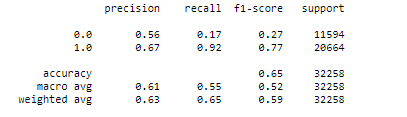 precision recall f1-score support
0.0 0.56 0.17 0.27 11594
1.0 0.67 0.92 0.77 20664
accuracy 0.65 32258
macro avg 0.61 0.55 0.52 32258
weighted avg 0.63 0.65 0.59 32258